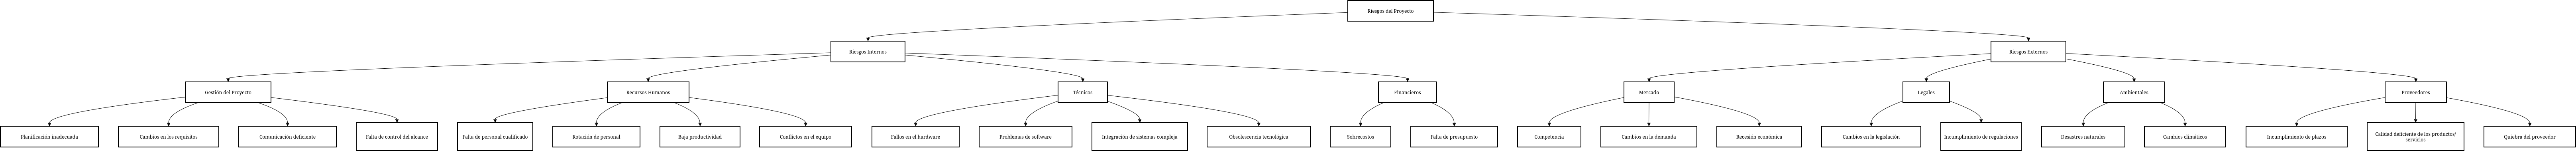 Riesgos del Proyecto
Riesgos Internos
Riesgos Externos
Gestión del Proyecto
Recursos Humanos
Técnicos
Financieros
Mercado
Legales
Ambientales
Proveedores
Planificación inadersauda
Cambios en los requisitos
Comunicación deficiente
Falta de control del alcance
Falta de personal cualificado
Rotación de personal
Baja productividad
Conflictos en el equipo
Fallos en el hardware
Problemas de software
Integración de sistemas compleja
Obsolescencia tecnológica
Sobrecostos
Falta de presupuesto
Competencia
Cambios en la demanda
Recesión económica
Cambios en la legislación
Incumplimiento de regulaciones
Desastres naturales
Cambios climáticos
Incumplimiento de plazos
Calidad deficiente de los productos/
servicios
Quiebra del proveedor